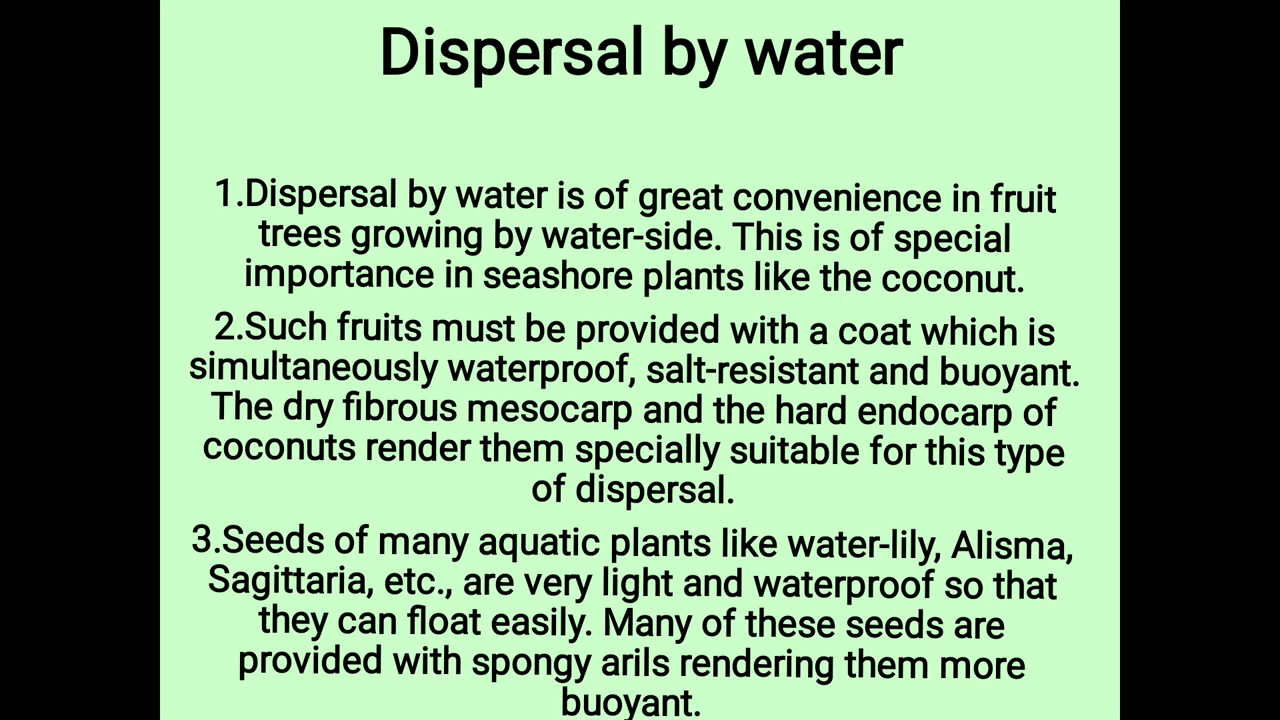 Dispersal by water
1.Dispersal by water is of great convenience in fruit
trees growing by water-side. This is of special
importance in seashore plants like the coconut.
2.Such fruits must be provided with a coat which is
simultaneously waterproof, salt-resistant and buoyant.
The dry fibrous mesocarp and the hard endocarp of
coconuts render them specially suitable for this type
of dispersal.
3.Seeds of many aquatic plants like water-lily, Alisma,
Sagittaria, etc., are very light and waterproof so that
they can float easily. Many of these seeds are
provided with spongy arils rendering them more
buoyant.